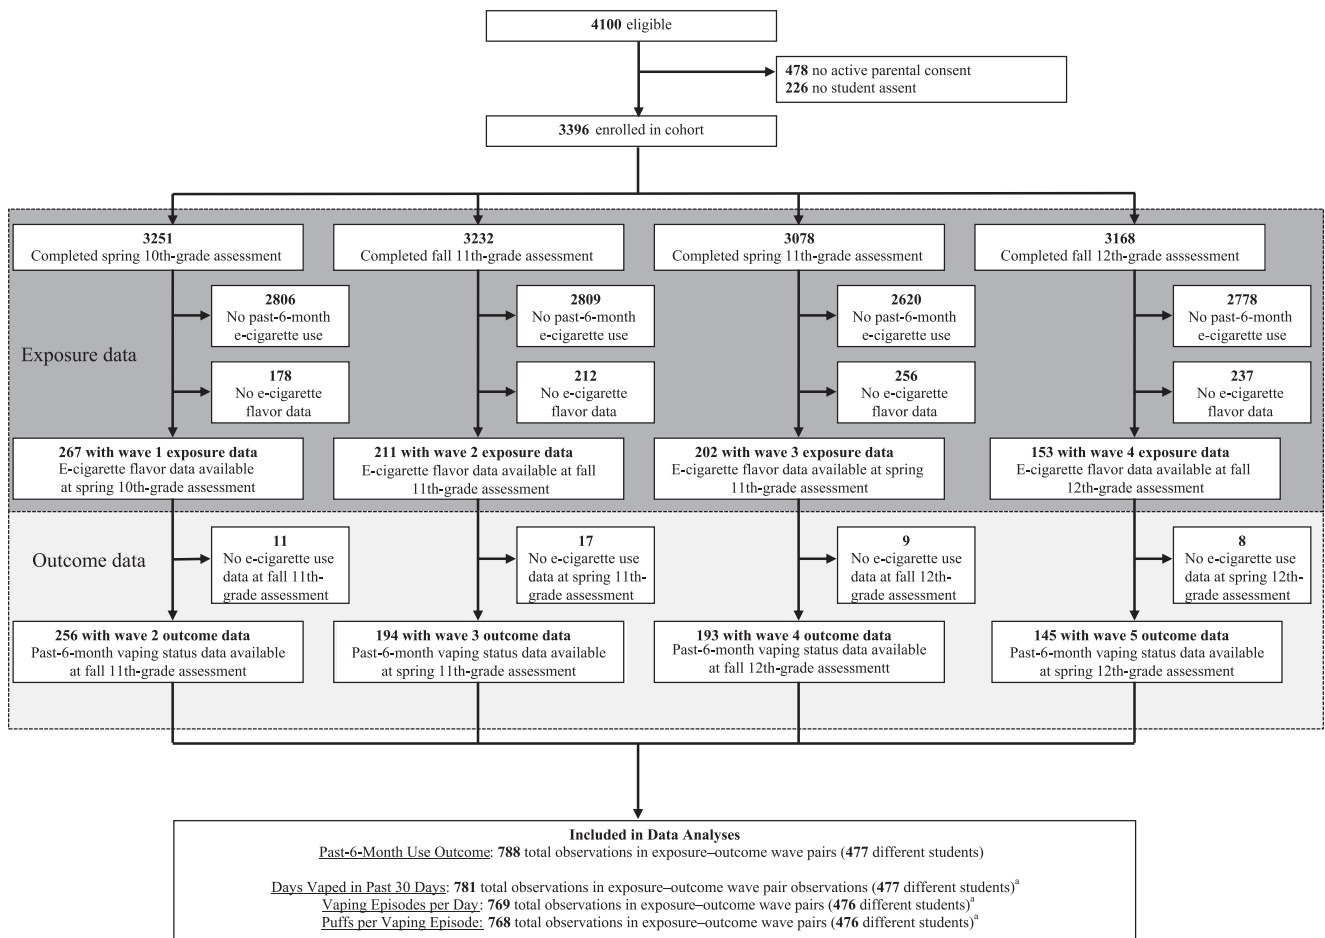 4100 eligible
478 no active parental consent
226 no student assent
3396 enrolled in cohort
3251
Completed spring 10th-grade assessment
3232
Completed fall 11th-grade assessment
3078
Completed spring 11th-grade asssessment
3168
Completed fall 12th-grade asssessment
2806
No past-6-month
e-cigarette use
2809
No past-6-month
e-cigarette use
2620
No past-6-month
e-cigarette use
2778
No past-6-month
e-cigarette use
Exposure data
178
No e-cigarette
flavor data
212
No e-cigarette
flavor data
256
No e-cigarette
flavor data
237
No e-cigarette
flavor data
267 with wave 1 exposure data
E-cigarette flavor data available
at spring 10th-grade assessment
211 with wave 2 exposure data
E-cigarette flavor data available at fall
11th-grade assessment
202 with wave 3 exposure data
E-cigarette flavor data available at spring
11th-grade assessment
153 with wave 4 exposure data
E-cigarette flavor data available at fall
12th-grade assessment
Outcome data
11
No e-cigarette use
data at fall 11th-
grade assessment
17
No e-cigarette use
data at spring 11th-
grade assessment
9
No e-cigarette use
data at fall 12th-
grade assessment
8
No e-cigarette use
data at spring 12th-
grade assessment
256 with wave 2 outcome data
Past-6-month vaping status data available
at fall 11th-grade assessment
194 with wave 3 outcome data
Past-6-month vaping status data available
at spring 11th-grade assessment
193 with wave 4 outcome data
Past-6-month vaping status data available
at fall 12th-grade assessmentt
145 with wave 5 outcome data
Past-6-month vaping status data available
at spring 12th-grade assessment
Included in Data Analyses
Past-6-Month Use Outcome: 788 total observations in exposure–outcome wave pairs (477 different students)
Days Vaped in Past 30 Days: 781 total observations in exposure–outcome wave pair observations (477 different students)a
Vaping Episodes per Day: 769 total observations in exposure–outcome wave pairs (476 different students)a
Puffs per Vaping Episode: 768 total observations in exposure–outcome wave pairs (476 different students)a